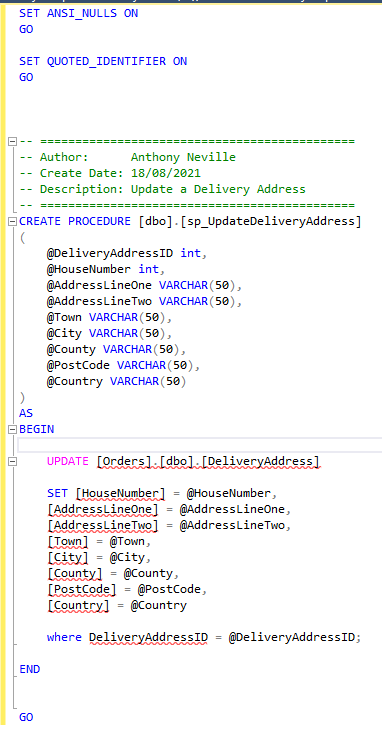 SET ANSI_NULLS ON
GO
SET QUOTED_IDENTIFIER ON
GO
-- =============================================
-- Author:      Anthony Neville
-- Create Date: 18/08/2021
-- Description: Update a Delivery Address
-- =============================================
CREATE PROCEDURE [dbo].[sp_UpdateDeliveryAddress]
(
    @DeliveryAddressID int,
    @HouseNumber int,
    @AddressLineOne VARCHAR(50),
    @AddressLineTwo VARCHAR(50),
    @Town VARCHAR(50),
    @City VARCHAR(50),
    @County VARCHAR(50),
    @PostCode VARCHAR(50),
    @Country VARCHAR(50)
)
AS
BEGIN
    UPDATE [Orders].[dbo].[DeliveryAddress]
    SET [HouseNumber] = @HouseNumber,
    [AddressLineOne] = @AddressLineOne,
    [AddressLineTwo] = @AddressLineTwo,
    [Town] = @Town,
    [City] = @City,
    [County] = @County,
    [PostCode] = @PostCode,
    [Country] = @Country
    where DeliveryAddressID = @DeliveryAddressID;
END
GO